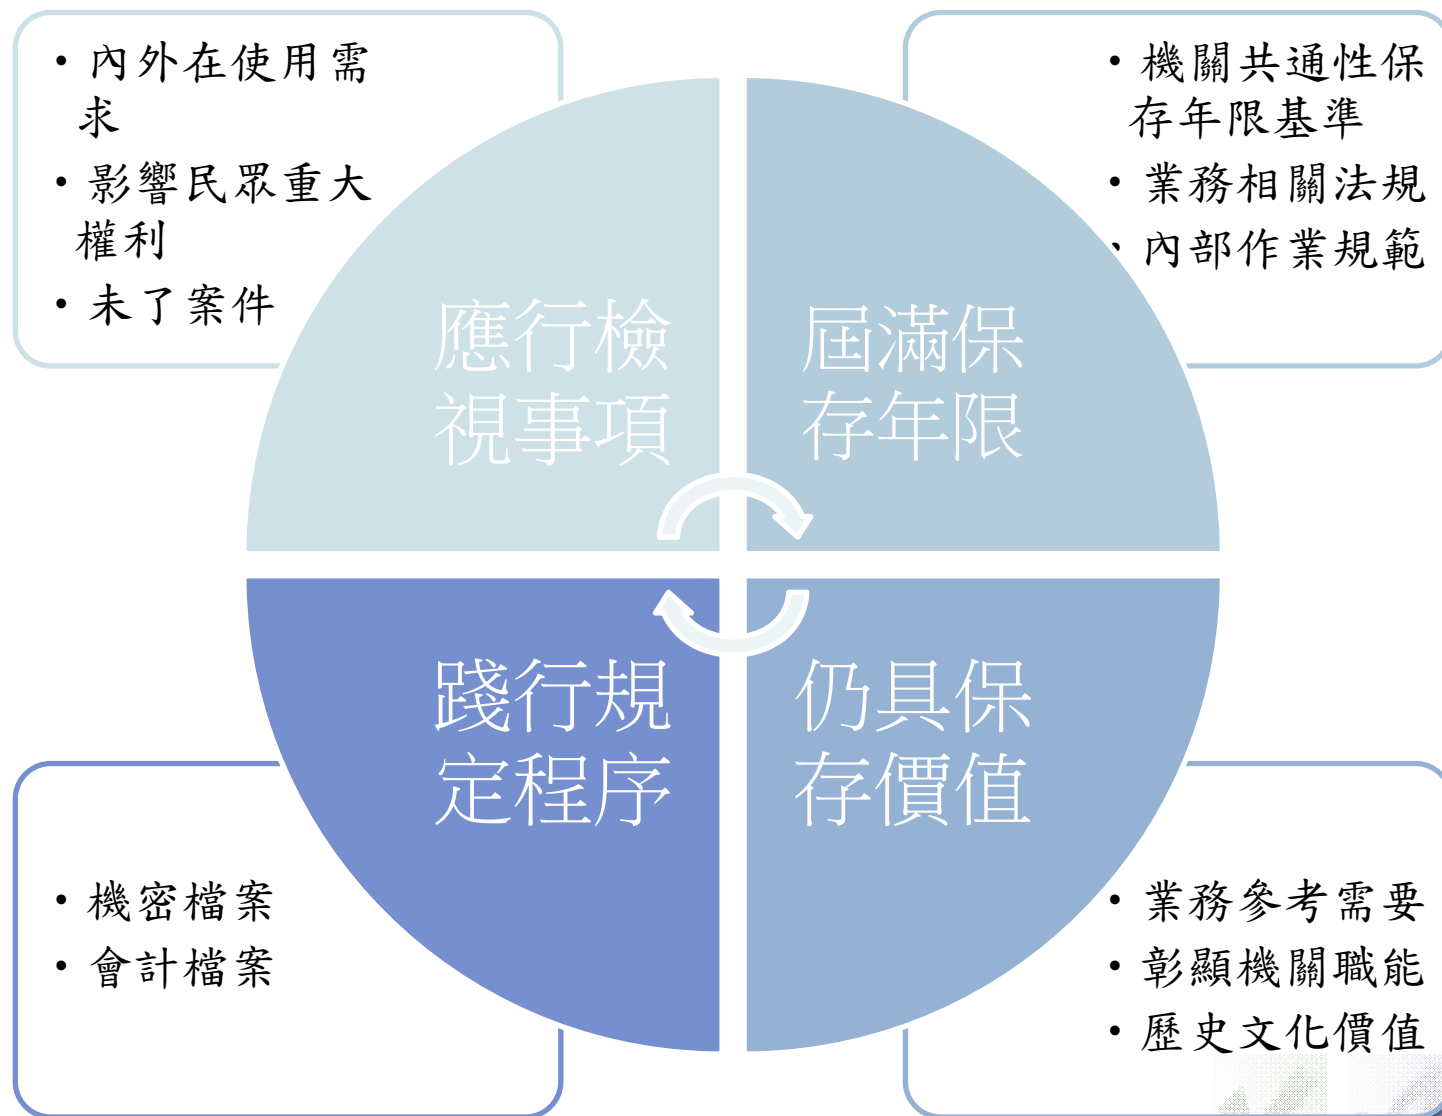 • 內外在使用需
求
• 影響民眾重大
權利
• 未了案件
應行檢
視事項
• 機關共通性保
存年限基準
• 業務相關法規
、內部作業規範
屆滿保
存年限
踐行規
定程序
• 機密檔案
• 會計檔案
仍具保
存價值
• 業務參考需要
• 彰顯機關職能
• 歷史文化價值